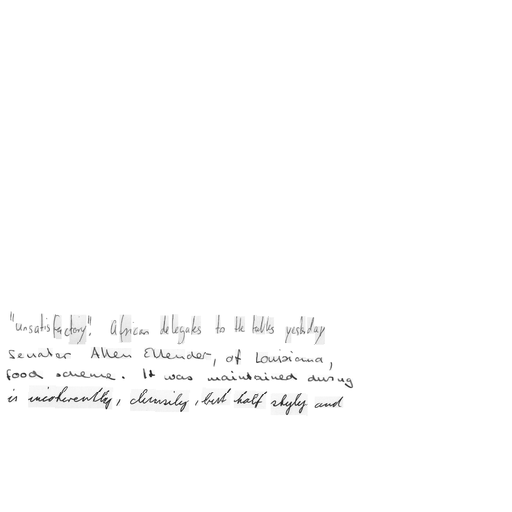 "unsatisfactory". African delegates to the talks yesterday
Senator Allen Ellender, of Louisiana,
food scheme. It was maintained during
is incoherently, clumsily, but half shyly and